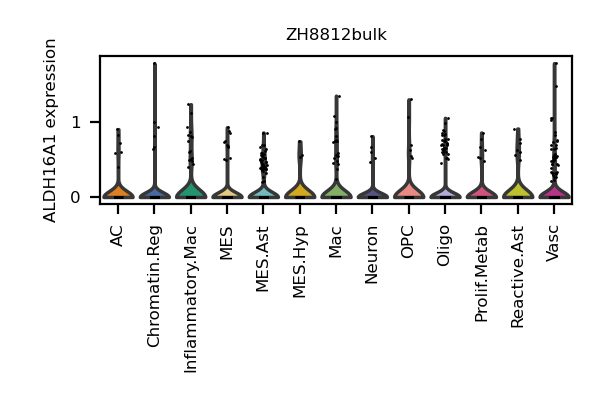 ZH8812bulk
ALDH16A1 expression
1
0
AC
Chromatin.Reg
Inflammatory.Mac
MES
MES.Ast
MES.Hyp
Mac
Neuron
OPC
Oligo
Prolif.Metab
Reactive.Ast
Vasc